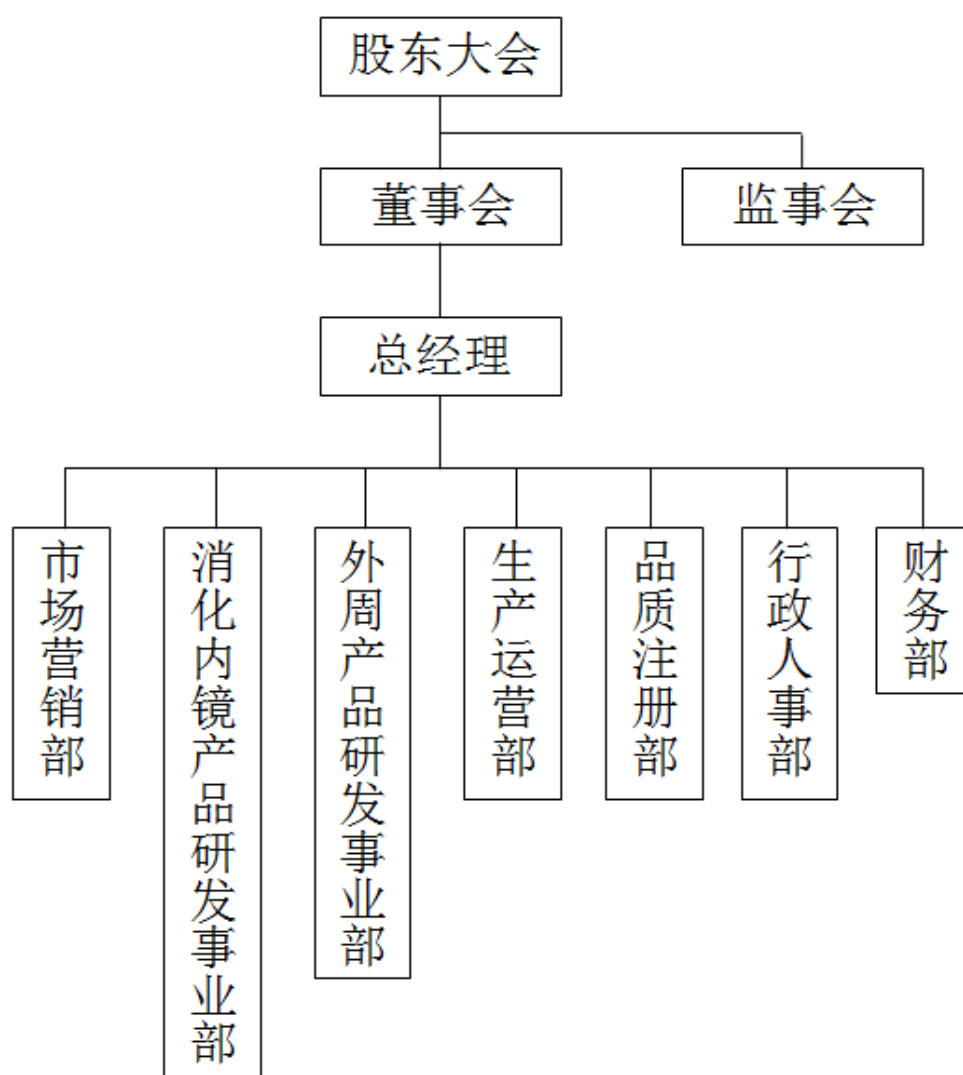 股东大会
董事会
监事会
总经理
市场营销部
消化内镜产品研发事业部
外周产品研发事业部
生产运营部
品质注册部
行政人事部
财务部